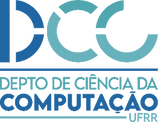 DCC
DEPTO DE CIÊNCIA DA
COMPUTAÇÃO
UFRR